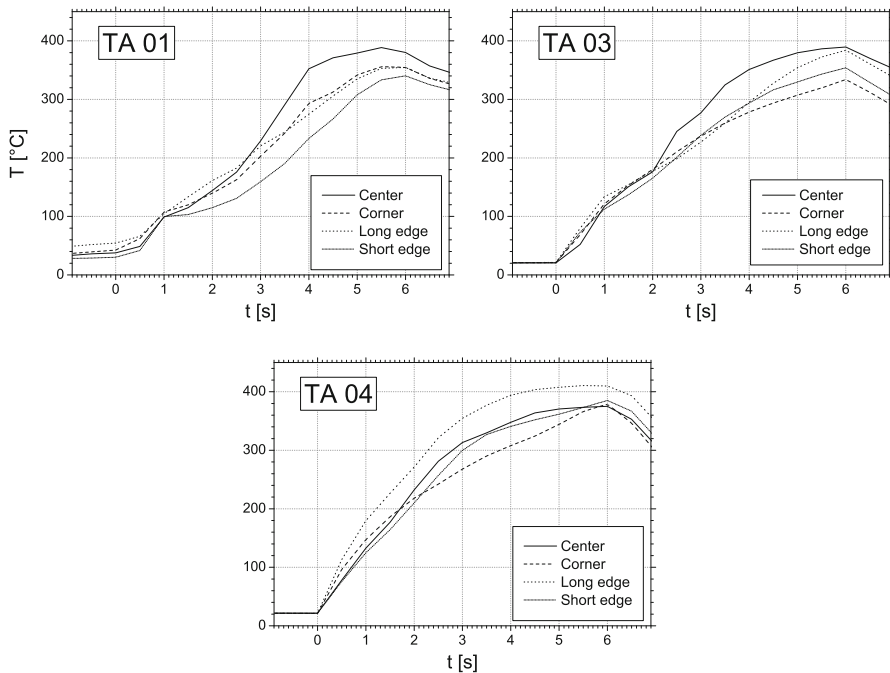 TA 01
400
300
200
100
0
T [°C]
Center
Corner
Long edge
Short edge
0 1 2 3 4 5 6
t [s]
TA 03
400
300
200
100
0
Center
Corner
Long edge
Short edge
0 1 2 3 4 5 6
t [s]
TA 04
400
300
200
100
0
Center
Corner
Long edge
Short edge
0 1 2 3 4 5 6
t [s]